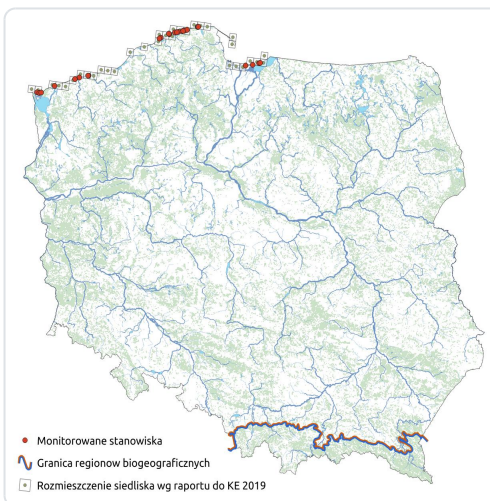 Monitorowane stanowiska
Granica regionow biogeograficznych
Rozmieszczenie siedliska wg raportu do KE 2019